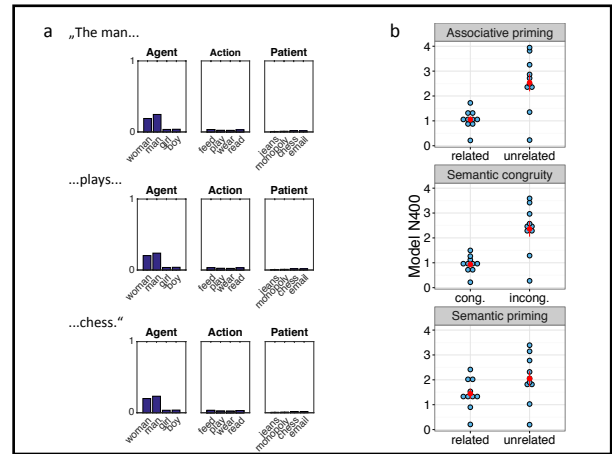 a
„The man...
Agent Action Patient
1
0
woman man girl boy feed play wear read jeans monopoly chess email
...plays...
Agent Action Patient
1
0
woman man girl boy feed play wear read jeans monopoly chess email
...chess.“
Agent Action Patient
1
0
woman man girl boy feed play wear read jeans monopoly chess email
b
Model N400
Associative priming
4
3
2
1
0
related unrelated
Semantic congruity
4
3
2
1
0
cong. incong.
Semantic priming
4
3
2
1
0
related unrelated